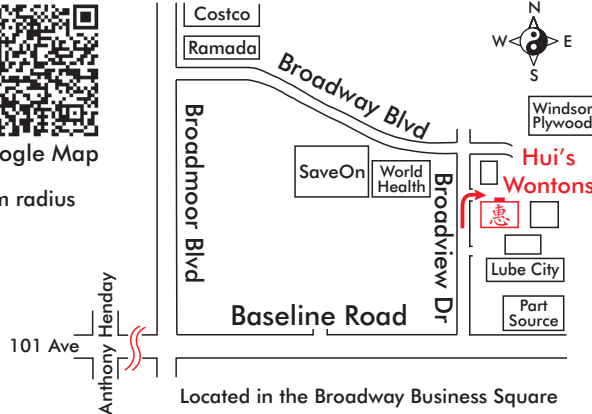 Costco
Ramada
N
W
E
S
Broadway Blvd
Windsor
Plywood
ogle Map
Hui's
Wontons
SaveOn
World
Health
radius
惠
Broadmoor Blvd
Broadview Dr
Lube City
Part
Source
Baseline Road
Anthony Henday
101 Ave
Located in the Broadway Business Square